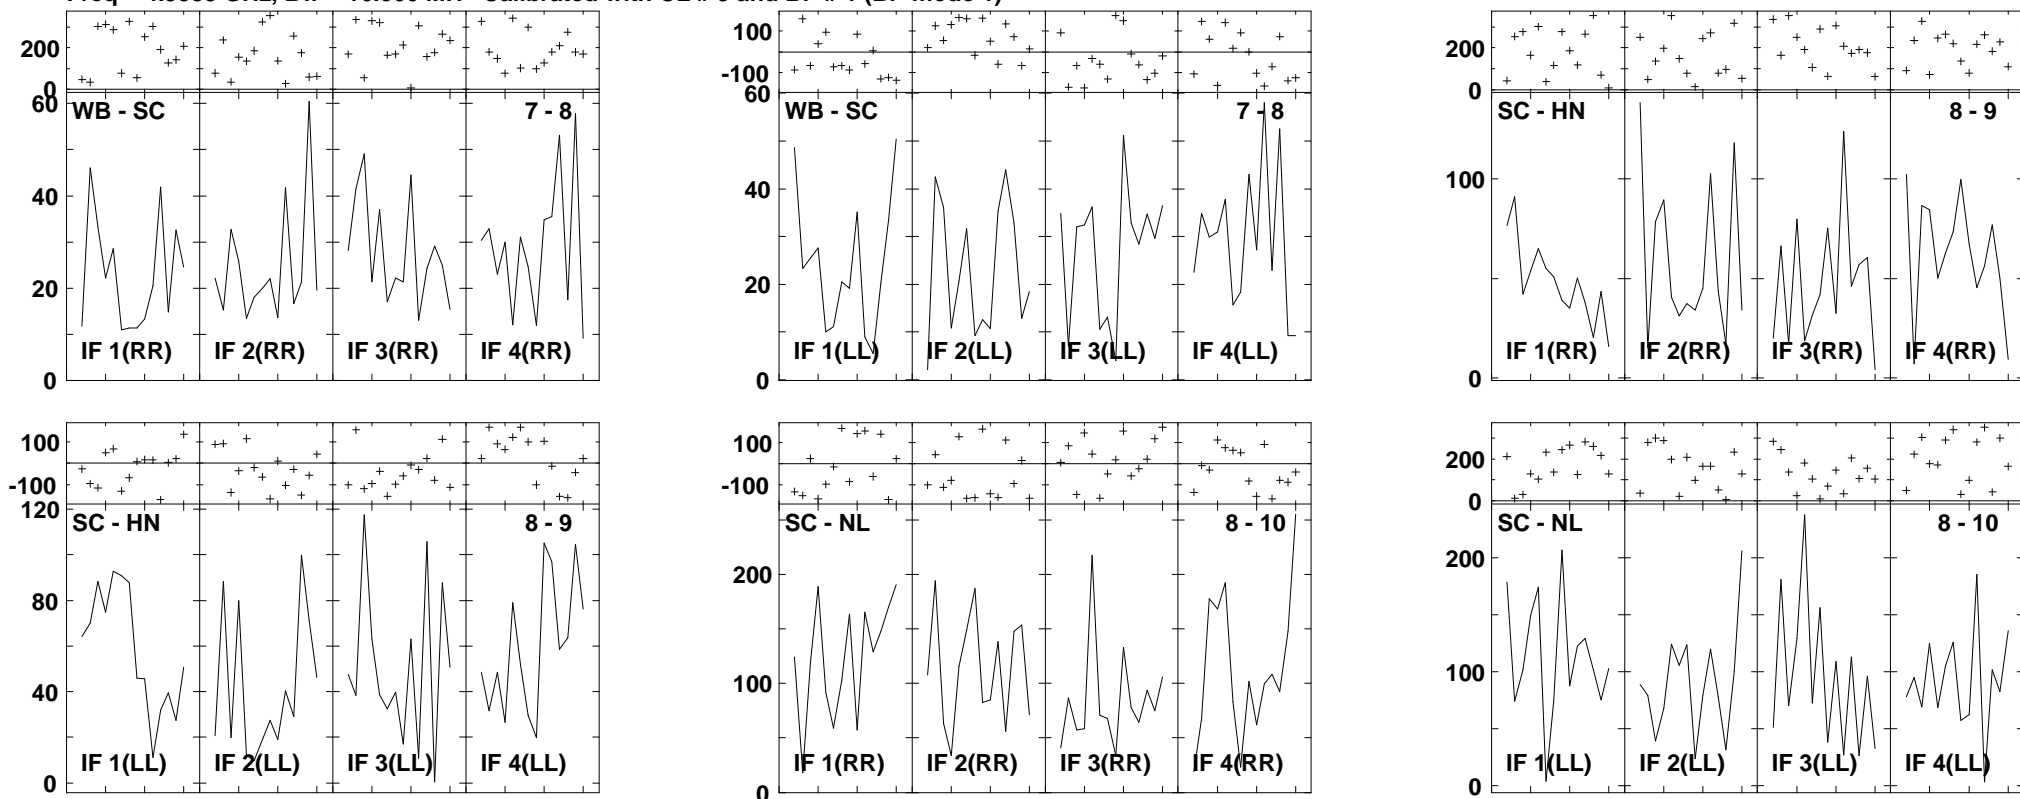 200
0
60
40
20
0
WB - SC
7 - 8
IF 1(RR)
IF 2(RR)
IF 3(RR)
IF 4(RR)
100
-100
60
40
20
0
WB - SC
7 - 8
IF 1(LL)
IF 2(LL)
IF 3(LL)
IF 4(LL)
200
0
100
0
SC - HN
8 - 9
IF 1(RR)
IF 2(RR)
IF 3(RR)
IF 4(RR)
100
-100
120
80
40
0
SC - HN
8 - 9
IF 1(LL)
IF 2(LL)
IF 3(LL)
IF 4(LL)
100
-100
200
100
0
SC - NL
8 - 10
IF 1(RR)
IF 2(RR)
IF 3(RR)
IF 4(RR)
200
0
200
100
0
SC - NL
8 - 10
IF 1(LL)
IF 2(LL)
IF 3(LL)
IF 4(LL)